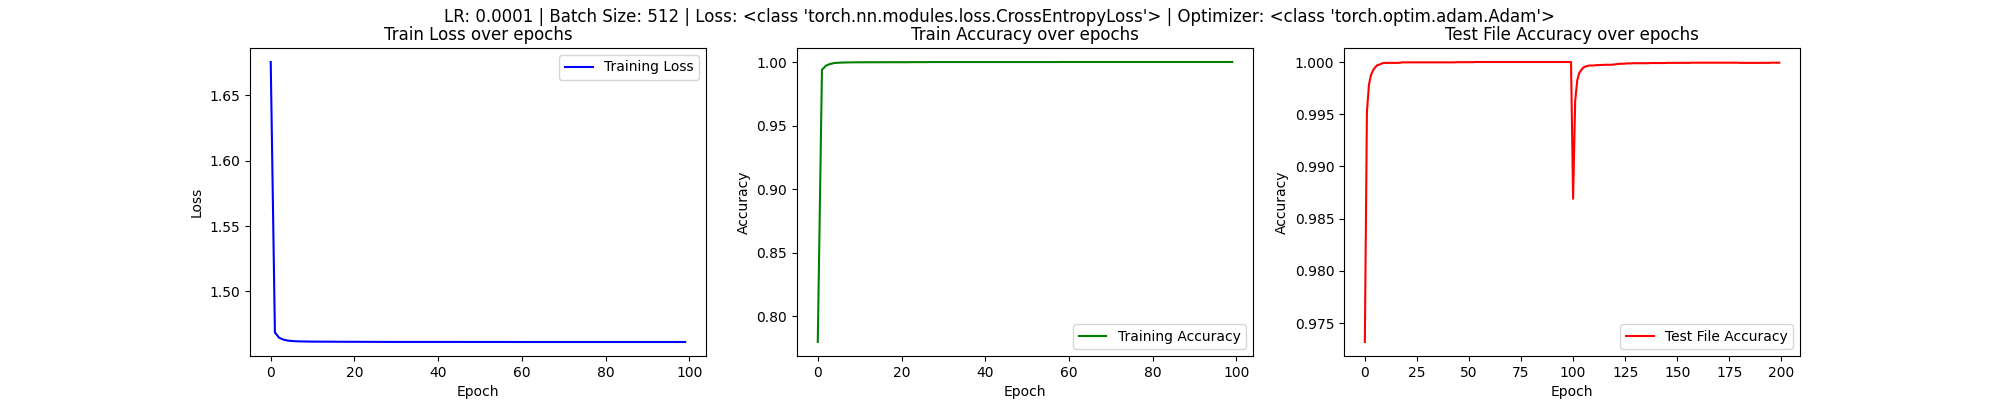 LR: 0.0001 | Batch Size: 512 | Loss: <class 'torch.nn.modules.loss.CrossEntropyLoss'> | Optimizer: <class 'torch.optim.adam.Adam'>
Train Loss over epochs
Training Loss
1.65
1.60
1.55
1.50
Loss
0 20 40 60 80 100
Epoch
Train Accuracy over epochs
1.00
0.95
0.90
0.85
0.80
Accuracy
Training Accuracy
0 20 40 60 80 100
Epoch
Test File Accuracy over epochs
1.000
0.995
0.990
0.985
0.980
0.975
Accuracy
Test File Accuracy
0 25 50 75 100 125 150 175 200
Epoch